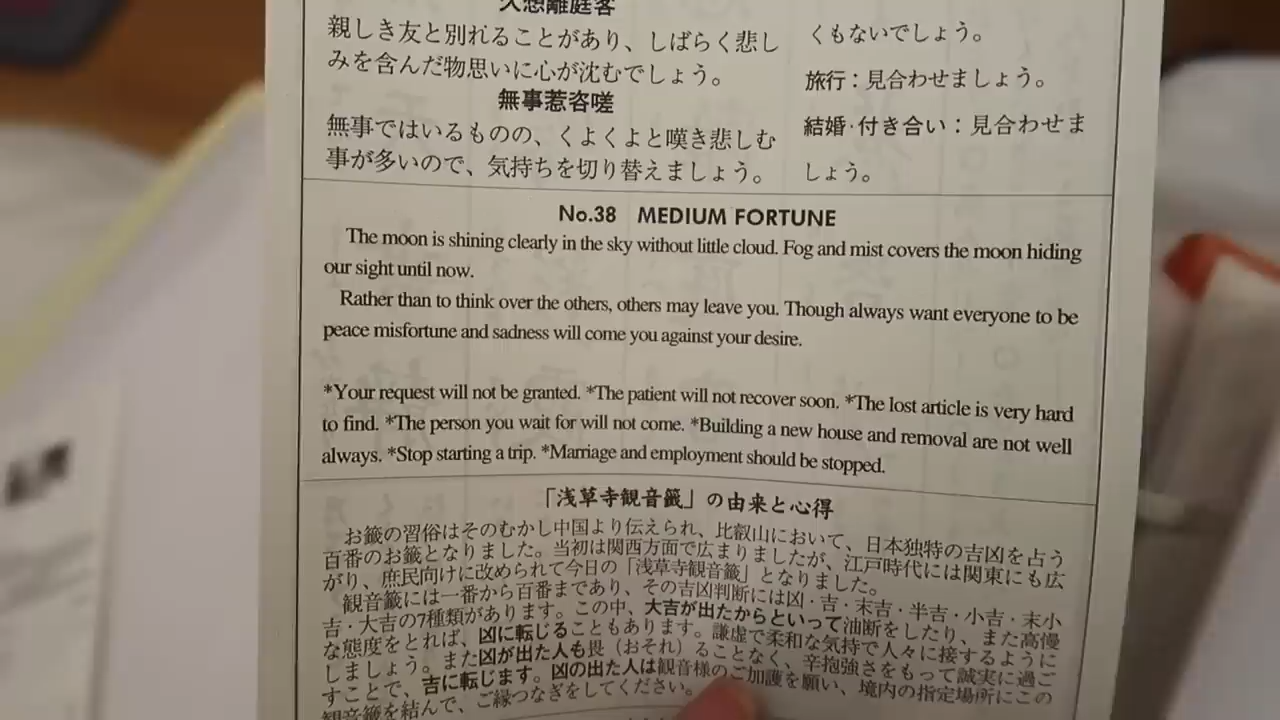 久想離庭客
親しき友と別れることがあり、しばらく悲し
みを含んだ物思いに心が沈むでしょう。
無事惹咨嗟
無事ではいるものの、くよくよと嘆き悲しむ
事が多いので、気持ちを切り替えましょう。
くもないでしょう。
旅行：見合わせましょう。
結婚・付き合い：見合わせま
しょう。
No.38 MEDIUM FORTUNE
The moon is shining clearly in the sky without little cloud. Fog and mist covers the moon hiding
our sight until now.
Rather than to think over the others, others may leave you. Though always want everyone to be
peace misfortune and sadness will come you against your desire.
*Your request will not be granted. *The patient will not recover soon. *The lost article is very hard
to find. *The person you wait for will not come. *Building a new house and removal are not well
always. *Stop starting a trip. *Marriage and employment should be stopped.
「浅草寺観音籤」の由来と心得
お籤の習俗はそのむかし中国より伝えられ、比叡山において、日本独特の吉凶を占う
百番のお籤となりました。当初は関西方面で広まりましたが、江戸時代には関東にも広
がり、庶民向けに改められて今日の「浅草寺観音籤」となりました。
観音籤には一番から百番まであり、その吉凶判断には凶・吉・末吉・半吉・小吉・末小
吉・大吉の7種類があります。この中、大吉が出たからといって油断をしたり、また高慢
な態度をとれば、凶に転じることもあります。謙虚で柔和な気持で人々に接するように
しましょう。また凶が出た人も畏（おそれ）ることなく、辛抱強さをもって誠実に過ご
すことで、吉に転じます。凶の出た人は観音様のご加護を願い、境内の指定場所にこの
観音籤を結んで、ご縁つなぎをしてください。